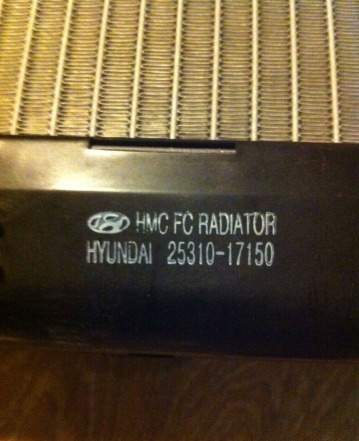 HMC FC RADIATOR
HYUNDAI 25310-17150